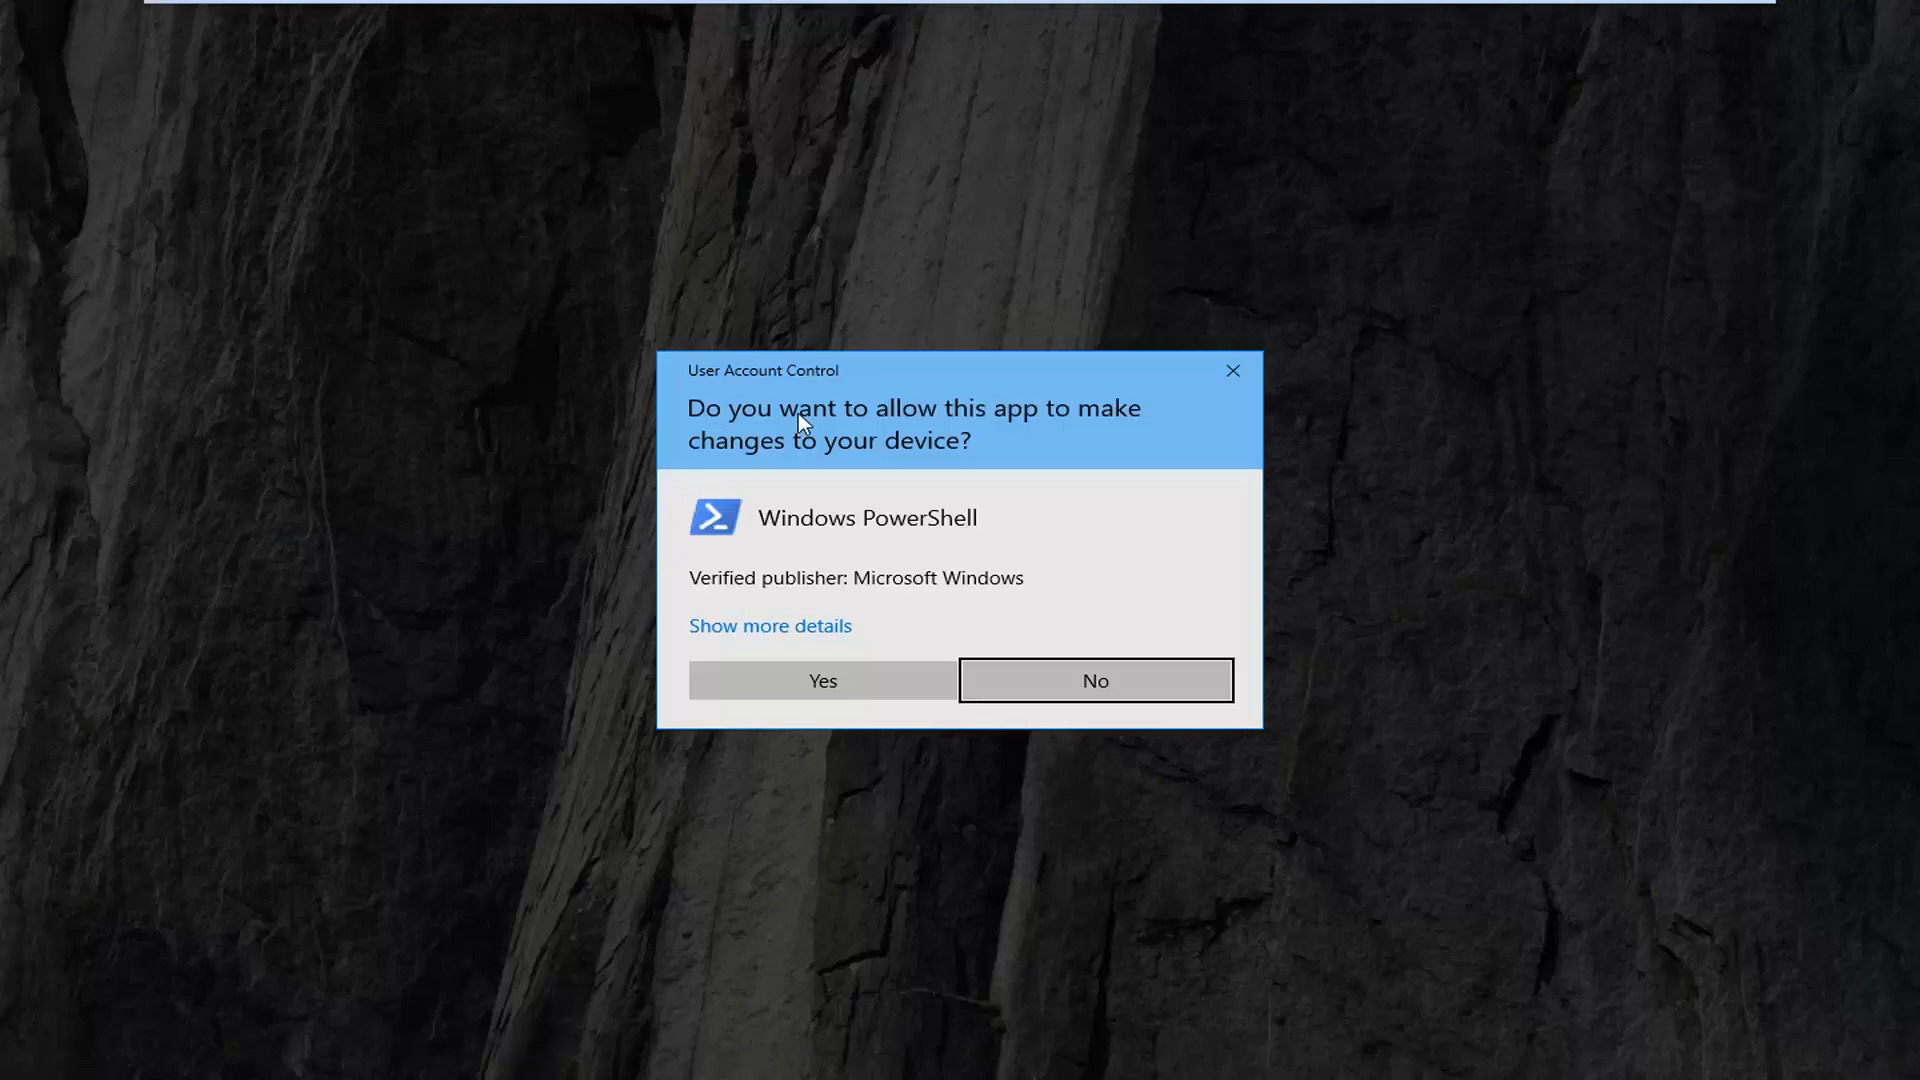 User Account Control
Do you want to allow this app to make
changes to your device?
Windows PowerShell
Verified publisher: Microsoft Windows
Show more details
Yes
No